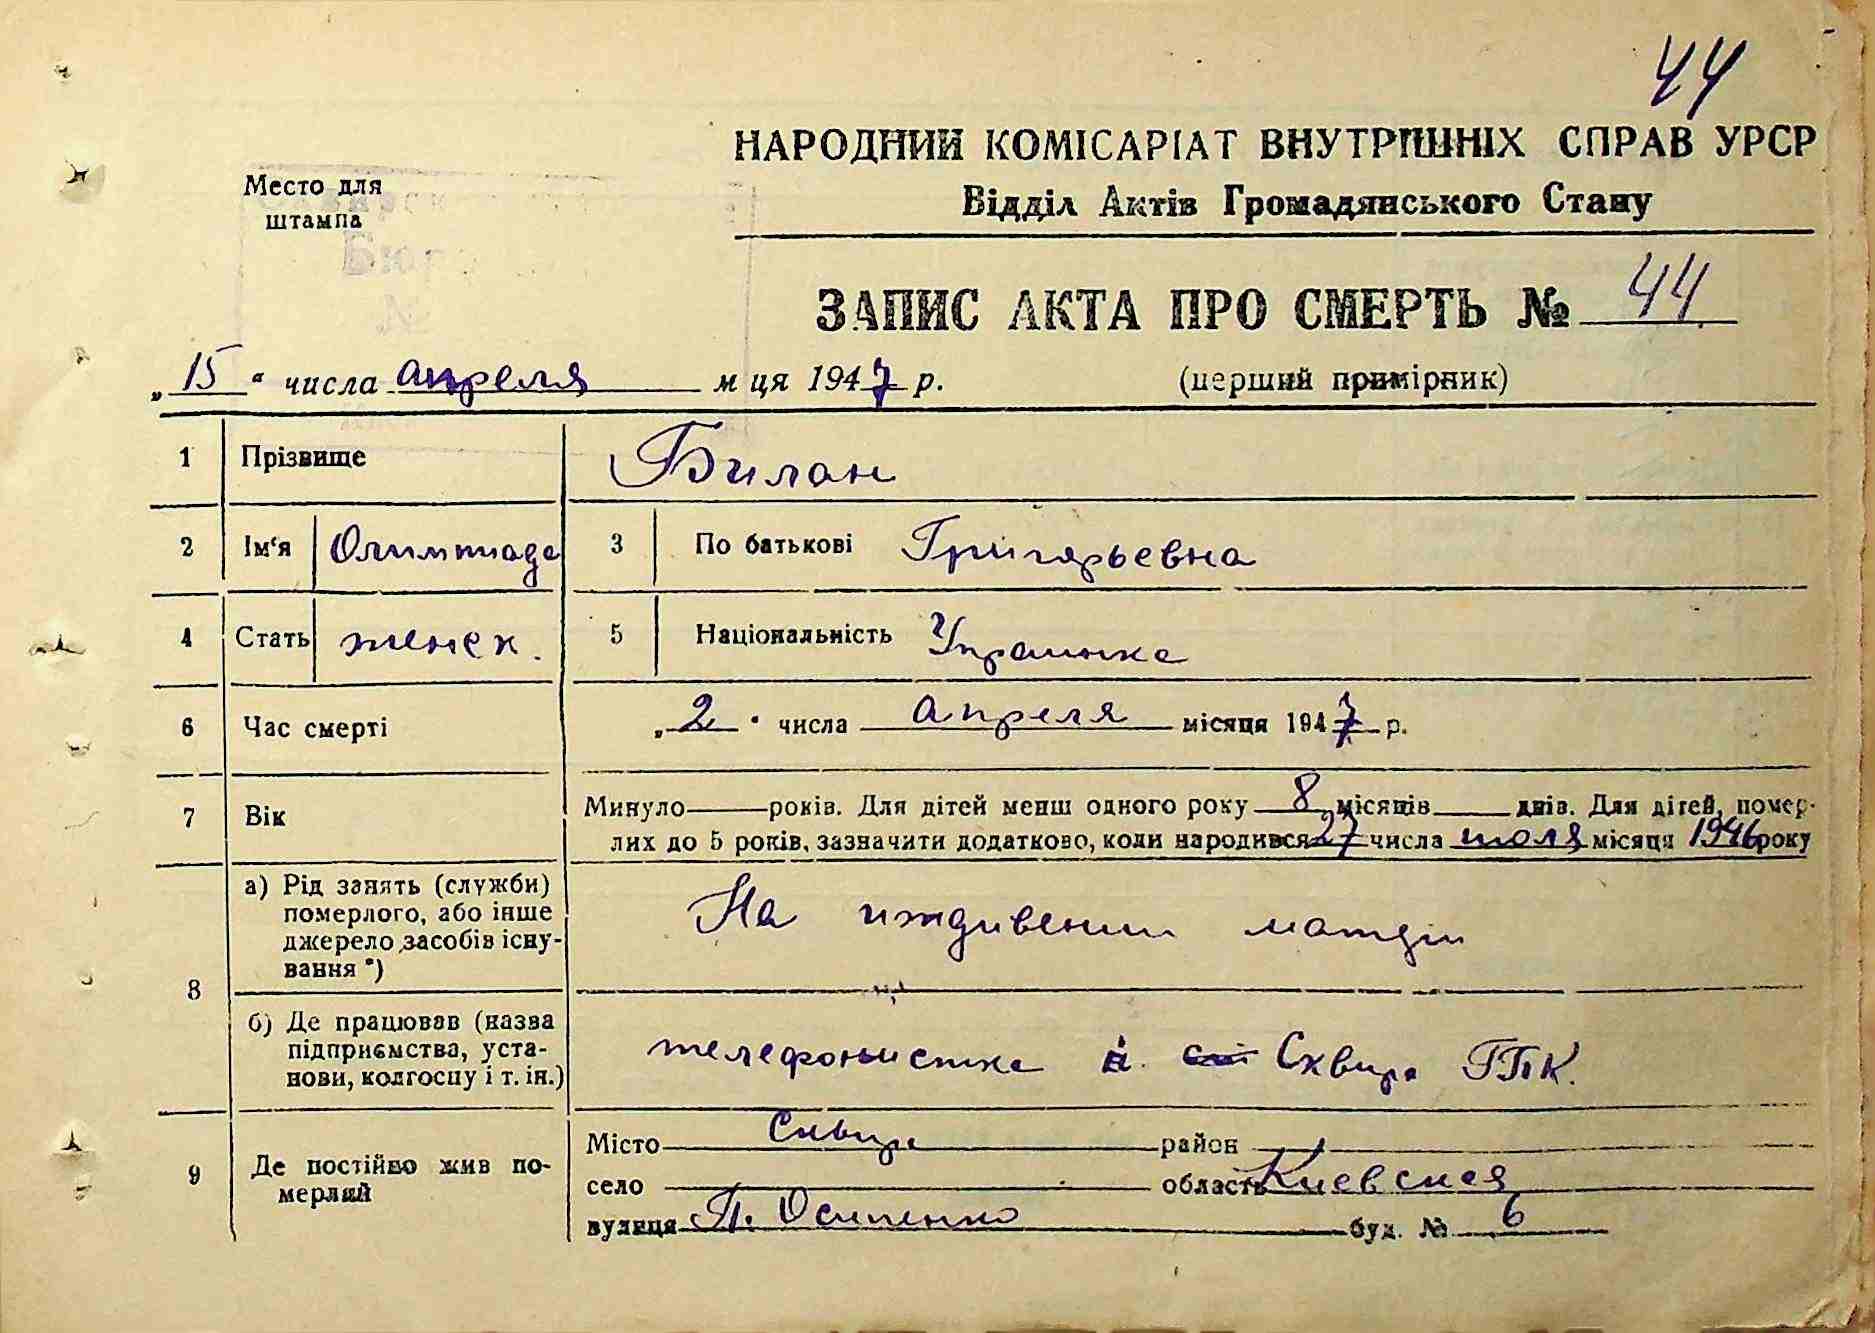 44
НАРОДНИЙ КОМІСАРІАТ ВНУТРІШНІХ СПРАВ УРСР
Відділ Актів Громадянського Стану
Место для
штампа
Бюр
ЗАПИС АКТА ПРО СМЕРТЬ № 44
„15“ числа апреля м ця 1947 р.
(перший примірник)
1 Прізвище Билан
2 Ім'я Олимпиада 3 По батькові Григорьевна
4 Стать женск. 5 Національність Украинка
6 Час смерті „2“ числа апреля місяця 1947 р.
7 Вік Минуло — років. Для дітей менш одного року 8 місяців — днів. Для дітей, помер-
лих до 5 років, зазначити додатково, коли народився 27 числа июля місяця 1946 року
8 а) Рід занять (служби)
померлого, або інше
джерело засобів існу-
вання *)
На иждивении матери
б) Де працював (назва
підприємства, уста-
нови, колгоспу і т. ін.)
телефонистка Сквира
9 Де постійно жив по-
мерлий
Місто Сквира район —
село — область Киевская
вулиця П. Осипенко буд. № 6